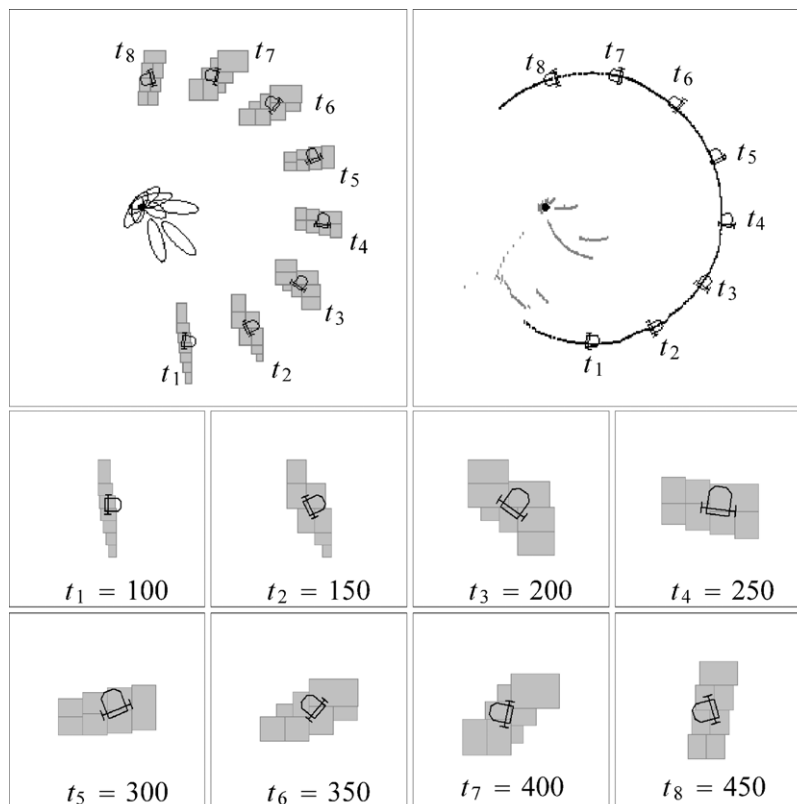 t8
t7
t6
t5
t4
t3
t2
t1
t8
t7
t6
t5
t4
t3
t2
t1
t1 = 100
t2 = 150
t3 = 200
t4 = 250
t5 = 300
t6 = 350
t7 = 400
t8 = 450